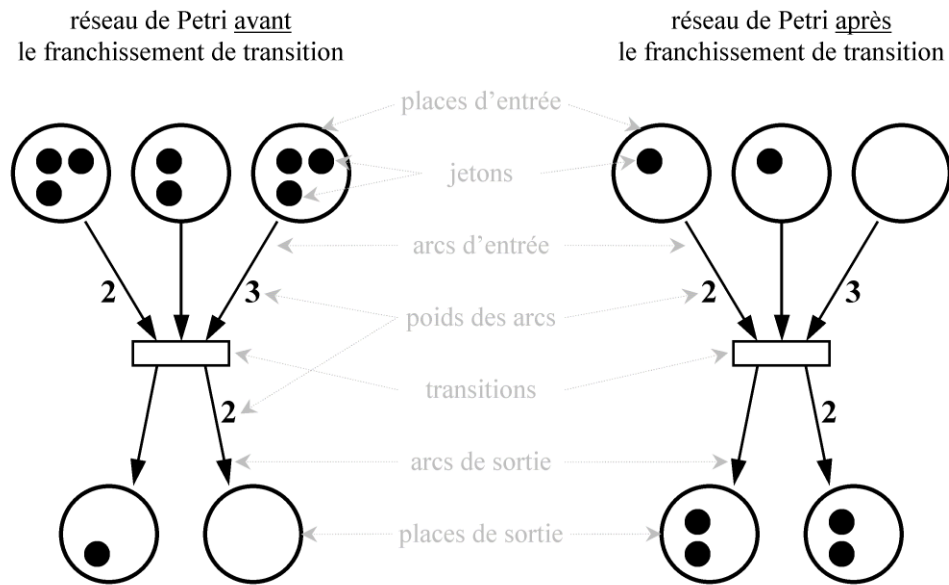 réseau de Petri avant
le franchissement de transition
réseau de Petri après
le franchissement de transition
places d’entrée
jetons
arcs d’entrée
2
3
poids des arcs
2
3
transitions
2
2
arcs de sortie
places de sortie